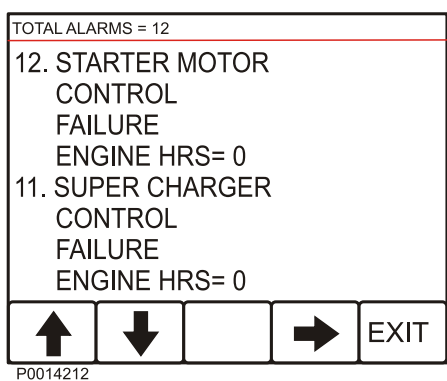 TOTAL ALARMS = 12
12. STARTER MOTOR
CONTROL
FAILURE
ENGINE HRS= 0
11. SUPER CHARGER
CONTROL
FAILURE
ENGINE HRS= 0
EXIT
P0014212